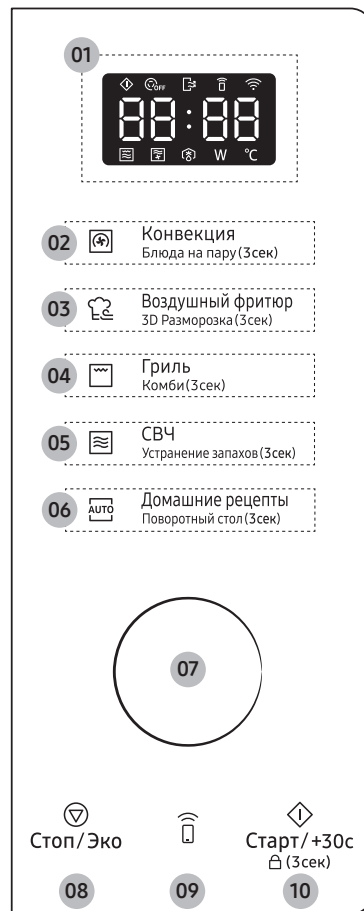 01
OFF
88:88
W °C
02
Конвекция
Блюда на пару(3сек)
03
Воздушный фритюр
3D Разморозка(3сек)
04
Гриль
Комби(3сек)
05
СВЧ
Устранение запахов(3сек)
06
AUTO
Домашние рецепты
Поворотный стол(3сек)
07
Стоп/Эко
Старт/+30с
(3сек)
08
09
10